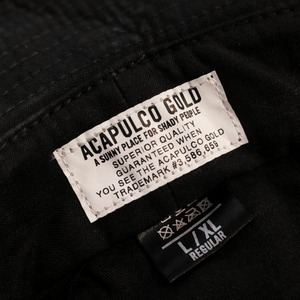 ACAPULCO GOLD
A SUNNY PLACE FOR SHADY PEOPLE
SUPERIOR QUALITY
GUARANTEED WHEN
YOU SEE THE ACAPULCO GOLD
TRADEMARK #3,586,659
L/XL
REGULAR